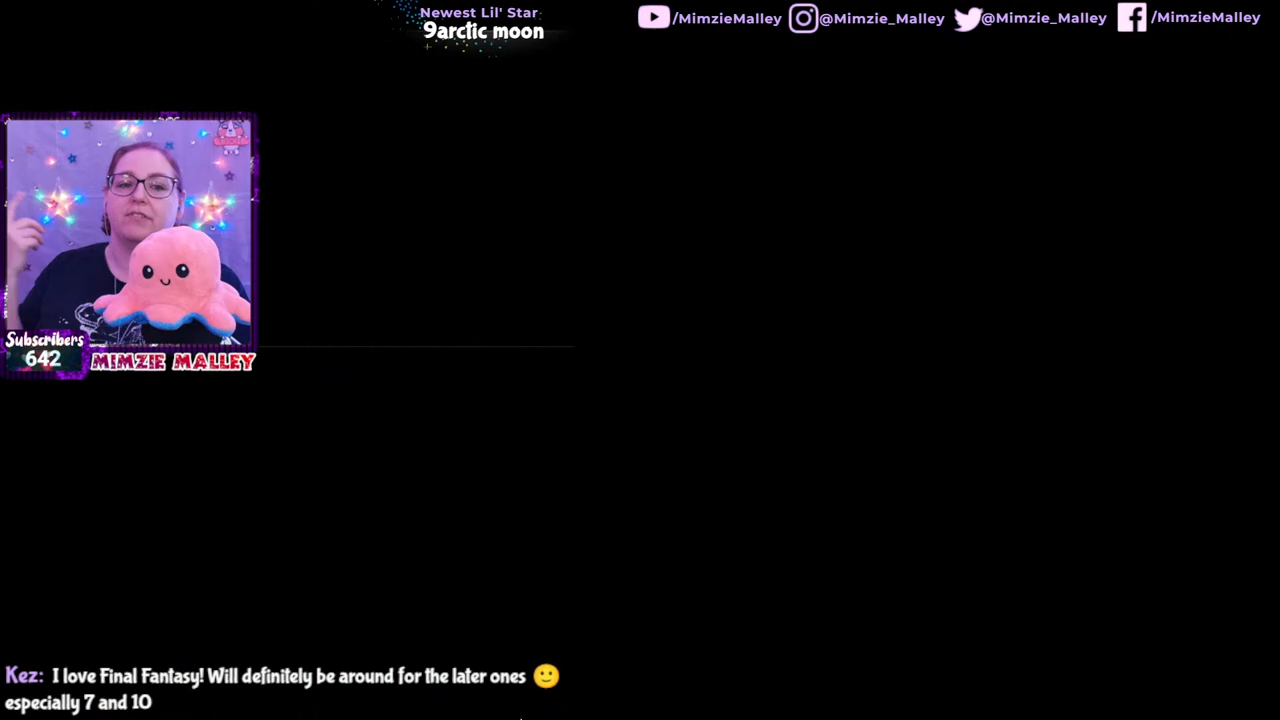 Newest Lil' Star
9arctic moon
/MimzieMalley
@Mimzie_Malley
@Mimzie_Malley
/MimzieMalley
Subscribers
642
MIMZIE MALLEY
Kez: I love Final Fantasy! Will definitely be around for the later ones 🙂
especially 7 and 10